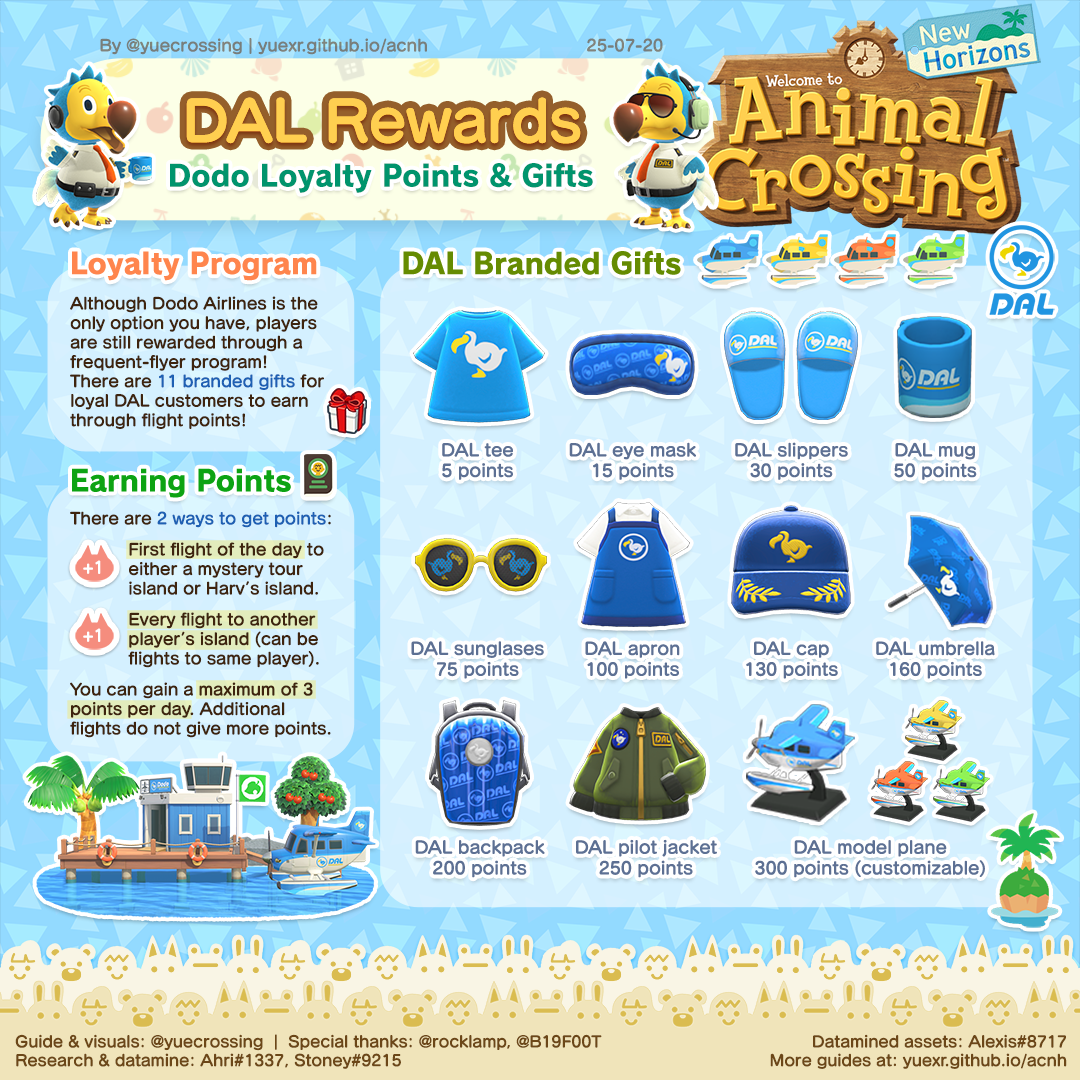 By @yuecrossing | yuexr.github.io/acnh
25-07-20
New
Horizons
Welcome to
Animal
Crossing
DAL Rewards
Dodo Loyalty Points & Gifts
Loyalty Program
Although Dodo Airlines is the
only option you have, players
are still rewarded through a
frequent-flyer program!
There are 11 branded gifts for
loyal DAL customers to earn
through flight points!
Earning Points
There are 2 ways to get points:
+1
First flight of the day to
either a mystery tour
island or Harv's island.
+1
Every flight to another
player's island (can be
flights to same player).
You can gain a maximum of 3
points per day. Additional
flights do not give more points.
DAL
DAL Branded Gifts
DAL
DAL tee
5 points
DAL eye mask
15 points
DAL
DAL
DAL slippers
30 points
DAL
DAL mug
50 points
DAL sunglasses
75 points
DAL apron
100 points
DAL cap
130 points
DAL umbrella
160 points
DAL backpack
200 points
DAL
DAL pilot jacket
250 points
DAL model plane
300 points (customizable)
Guide & visuals: @yuecrossing | Special thanks: @rocklamp, @B19F00T
Research & datamine: Ahri#1337, Stoney#9215
Datamined assets: Alexis#8717
More guides at: yuexr.github.io/acnh